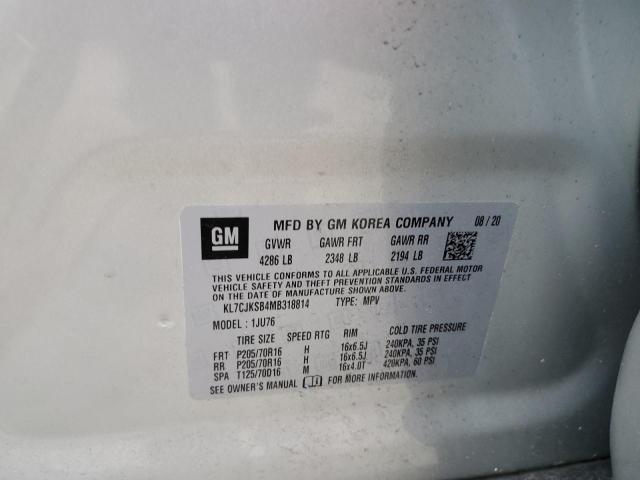 GM
MFD BY GM KOREA COMPANY 08 / 20
GVWR GAWR FRT GAWR RR
4286 LB 2348 LB 2194 LB
THIS VEHICLE CONFORMS TO ALL APPLICABLE U.S. FEDERAL MOTOR
VEHICLE SAFETY AND THEFT PREVENTION STANDARDS IN EFFECT
ON THE DATE OF MANUFACTURE SHOWN ABOVE.
KL7CJKSB4MB318814 TYPE: MPV
MODEL : 1JU76
TIRE SIZE SPEED RTG RIM COLD TIRE PRESSURE
FRT P205/70R16 H 16x6.5J 240KPA, 35 PSI
RR P205/70R16 H 16x6.5J 240KPA, 35 PSI
SPA T125/70D16 M 16x4.0T 420KPA, 60 PSI
SEE OWNER'S MANUAL FOR MORE INFORMATION.